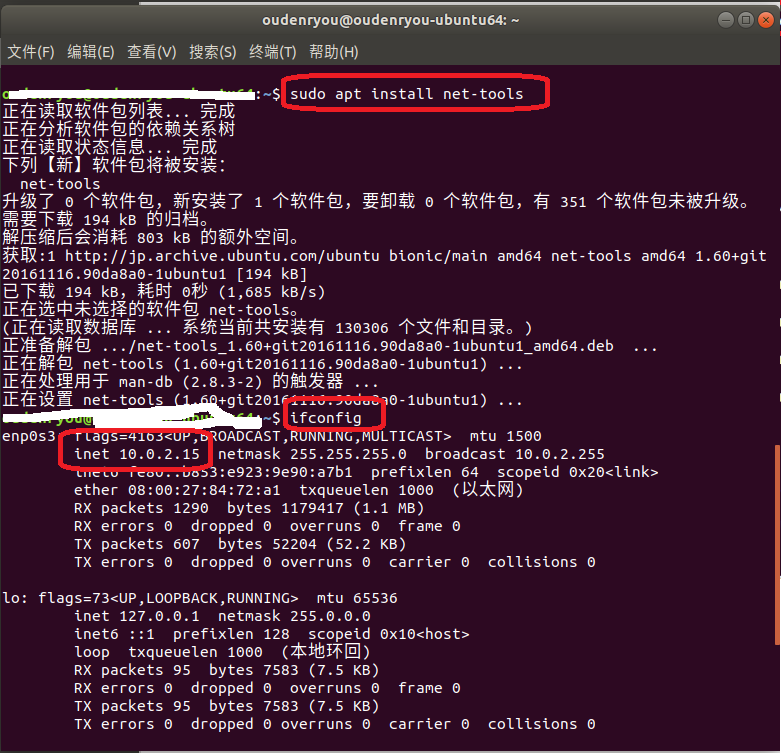 oudenryou@oudenryou-ubuntu64: ~
文件(F) 编辑(E) 查看(V) 搜索(S) 终端(T) 帮助(H)
:~$ sudo apt install net-tools
正在读取软件包列表... 完成
正在分析软件包的依赖关系树
正在读取状态信息... 完成
下列【新】软件包将被安装：
net-tools
升级了 0 个软件包，新安装了 1 个软件包，要卸载 0 个软件包，有 351 个软件包未被升级。
需要下载 194 kB 的归档。
解压缩后会消耗 803 kB 的额外空间。
获取:1 http://jp.archive.ubuntu.com/ubuntu bionic/main amd64 net-tools amd64 1.60+git
20161116.90da8a0-1ubuntu1 [194 kB]
已下载 194 kB，耗时 0秒 (1,685 kB/s)
正在选中未选择的软件包 net-tools。
(正在读取数据库 ... 系统当前共安装有 130306 个文件和目录。)
正准备解包 .../net-tools_1.60+git20161116.90da8a0-1ubuntu1_amd64.deb ...
正在解包 net-tools (1.60+git20161116.90da8a0-1ubuntu1) ...
正在处理用于 man-db (2.8.3-2) 的触发器 ...
正在设置 net-tools (1.60+git20161116.90da8a0-1ubuntu1) ...
:~$ ifconfig
enp0s3: flags=4163<UP,BROADCAST,RUNNING,MULTICAST> mtu 1500
inet 10.0.2.15 netmask 255.255.255.0 broadcast 10.0.2.255
inet6 fe80::b853:e923:9e90:a7b1 prefixlen 64 scopeid 0x20<link>
ether 08:00:27:84:72:a1 txqueuelen 1000 (以太网)
RX packets 1290 bytes 1179417 (1.1 MB)
RX errors 0 dropped 0 overruns 0 frame 0
TX packets 607 bytes 52204 (52.2 KB)
TX errors 0 dropped 0 overruns 0 carrier 0 collisions 0
lo: flags=73<UP,LOOPBACK,RUNNING> mtu 65536
inet 127.0.0.1 netmask 255.0.0.0
inet6 ::1 prefixlen 128 scopeid 0x10<host>
loop txqueuelen 1000 (本地环回)
RX packets 95 bytes 7583 (7.5 KB)
RX errors 0 dropped 0 overruns 0 frame 0
TX packets 95 bytes 7583 (7.5 KB)
TX errors 0 dropped 0 overruns 0 carrier 0 collisions 0